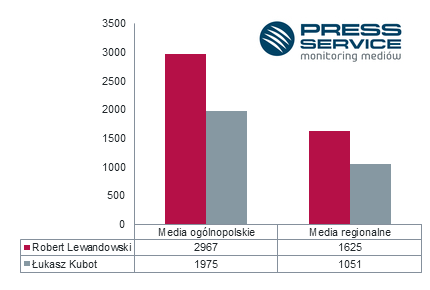 PRESS
SERVICE
monitoring mediów
3500
3000
2500
2000
1500
1000
500
0
Media ogólnopolskie Media regionalne
Robert Lewandowski 2967 1625
Łukasz Kubot 1975 1051